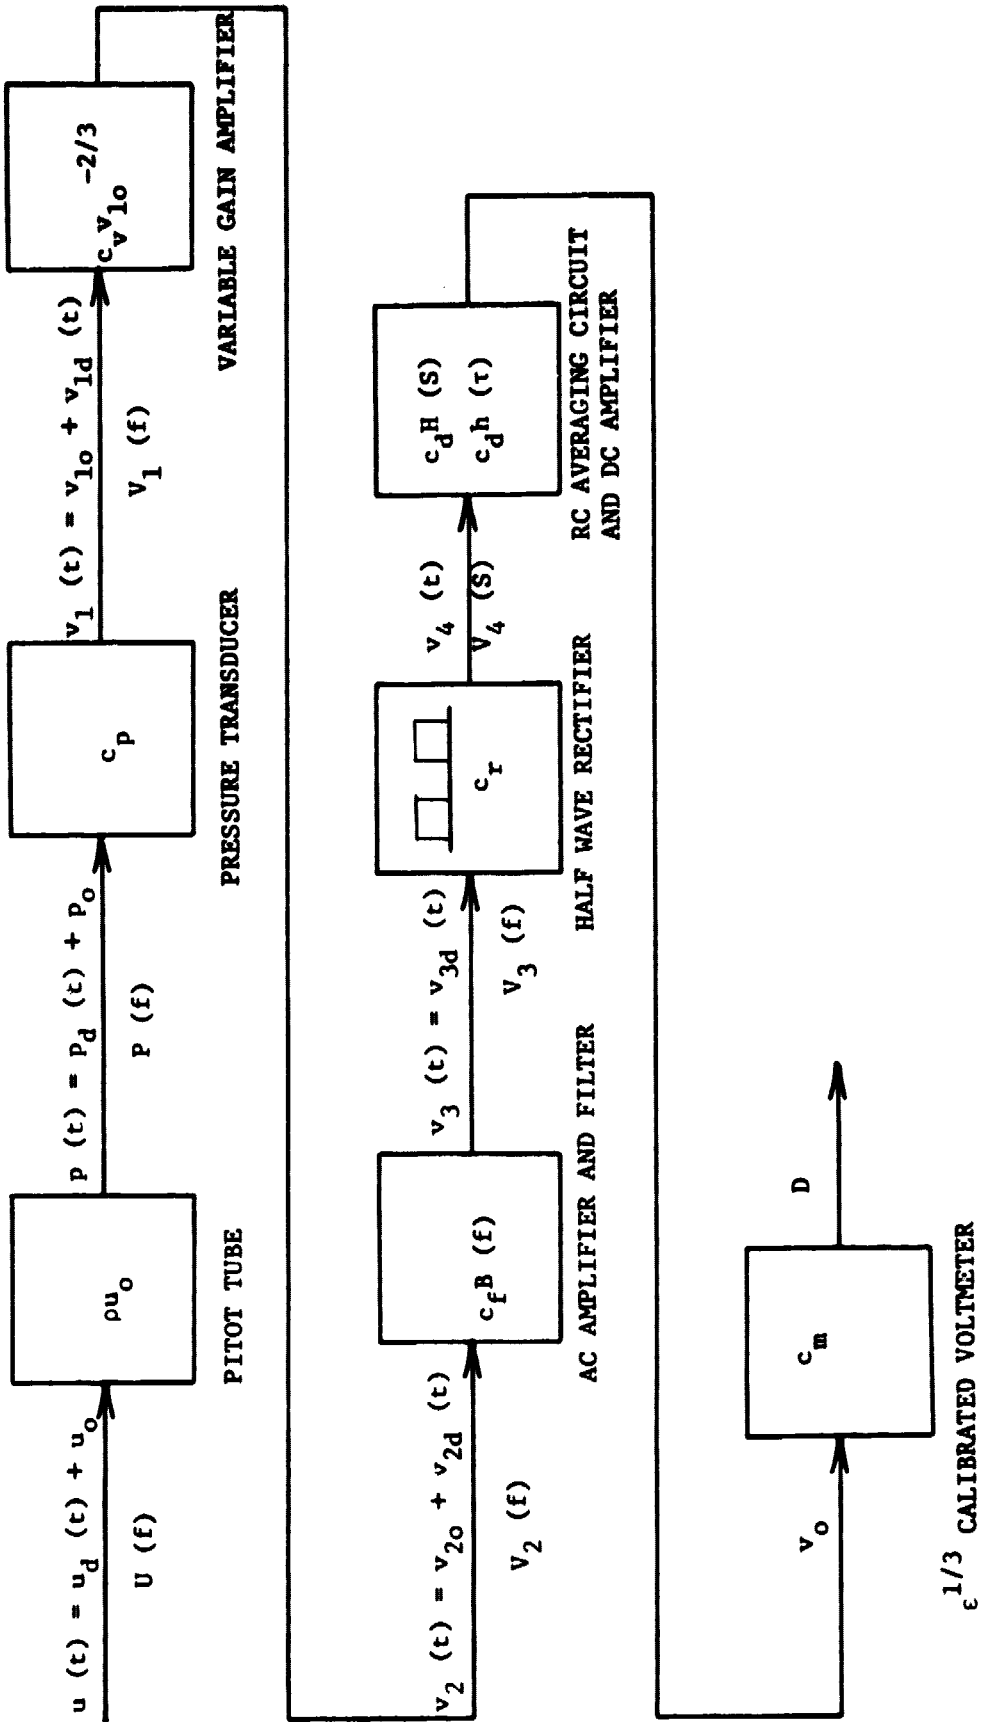 u (t) = u_d (t) + u_o
U (f)
ρu_o
PITOT TUBE
p (t) = p_d (t) + p_o
P (f)
c_p
PRESSURE TRANSDUCER
v_1 (t) = v_1o + v_1d (t)
V_1 (f)
c_v v_1o^-2/3
VARIABLE GAIN AMPLIFIER
v_2 (t) = v_2o + v_2d (t)
V_2 (f)
c_f B (f)
AC AMPLIFIER AND FILTER
v_3 (t) = v_3d (t)
V_3 (f)
c_r
HALF WAVE RECTIFIER
v_4 (t)
V_4 (S)
c_d H (S)
c_d h (τ)
RC AVERAGING CIRCUIT
AND DC AMPLIFIER
v_o
c_m
D
ε^1/3 CALIBRATED VOLTMETER